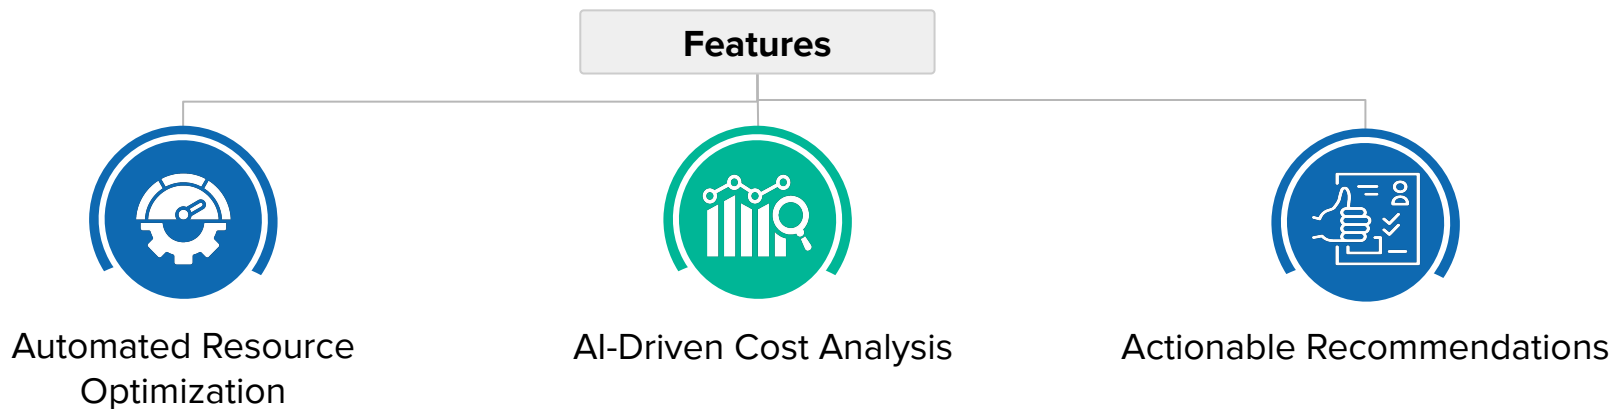 Features
Automated Resource
Optimization
AI-Driven Cost Analysis
Actionable Recommendations